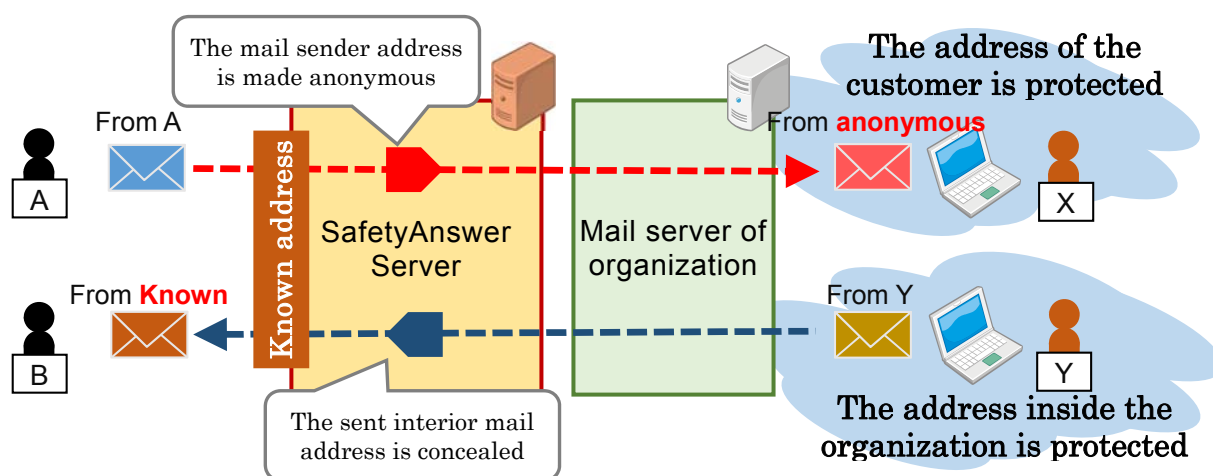 The mail sender address
is made anonymous
The address of the
customer is protected
From A
From anonymous
A
X
Known address
SafetyAnswer
Server
Mail server of
organization
From Known
From Y
B
Y
The sent interior mail
address is concealed
The address inside the
organization is protected